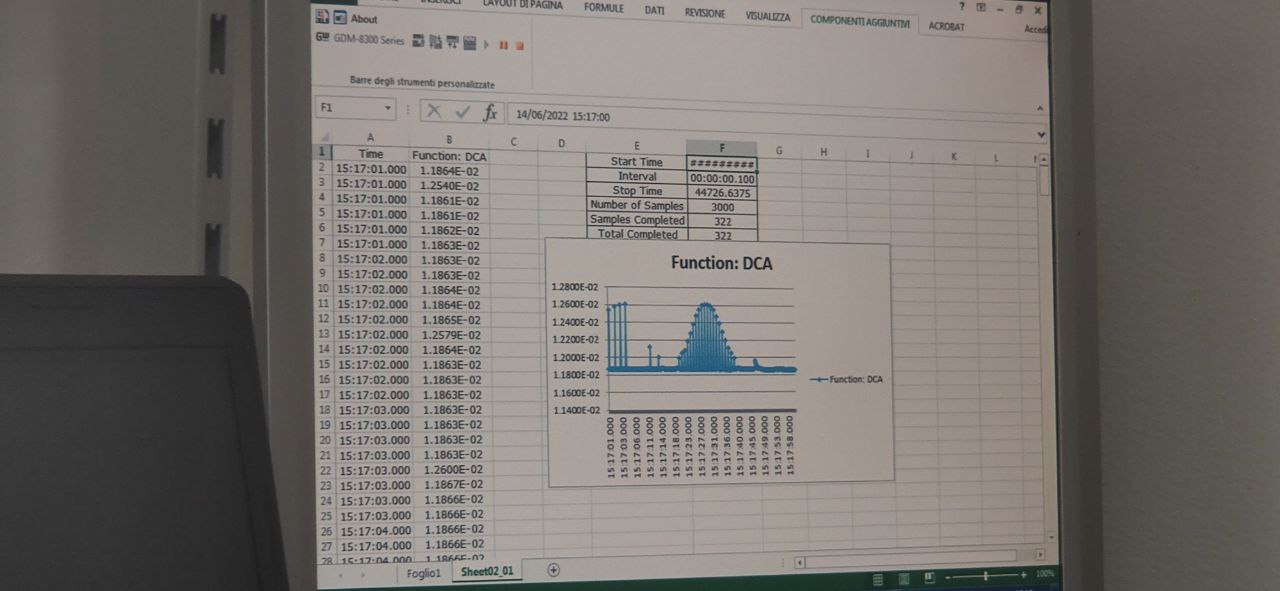 LAYOUT DI PAGINA FORMULE DATI REVISIONE VISUALIZZA COMPONENTI AGGIUNTIVI ACROBAT
About
GW GDM-8300 Series
Barre degli strumenti personalizzate
F1 fx 14/06/2022 15:17:00
A B C D E F G H I J K L
1 Time Function: DCA Start Time #########
2 15:17:01.000 1.1864E-02 Interval 00:00:00.100
3 15:17:01.000 1.2540E-02 Stop Time 44726.6375
4 15:17:01.000 1.1861E-02 Number of Samples 3000
5 15:17:01.000 1.1861E-02 Samples Completed 322
6 15:17:01.000 1.1862E-02 Total Completed 322
7 15:17:01.000 1.1863E-02
8 15:17:02.000 1.1863E-02
9 15:17:02.000 1.1863E-02
10 15:17:02.000 1.1864E-02
11 15:17:02.000 1.1864E-02
12 15:17:02.000 1.1865E-02
13 15:17:02.000 1.2579E-02
14 15:17:02.000 1.1864E-02
15 15:17:02.000 1.1863E-02
16 15:17:02.000 1.1863E-02
17 15:17:02.000 1.1863E-02
18 15:17:03.000 1.1863E-02
19 15:17:03.000 1.1863E-02
20 15:17:03.000 1.1863E-02
21 15:17:03.000 1.1863E-02
22 15:17:03.000 1.2600E-02
23 15:17:03.000 1.1867E-02
24 15:17:03.000 1.1866E-02
25 15:17:03.000 1.1866E-02
26 15:17:04.000 1.1866E-02
27 15:17:04.000 1.1866E-02
28 15:17:04.000 1.1866E-02
Function: DCA
1.2800E-02
1.2600E-02
1.2400E-02
1.2200E-02
1.2000E-02
1.1800E-02
1.1600E-02
1.1400E-02
15:17:01.000
15:17:03.000
15:17:06.000
15:17:11.000
15:17:14.000
15:17:18.000
15:17:23.000
15:17:27.000
15:17:31.000
15:17:36.000
15:17:40.000
15:17:45.000
15:17:49.000
15:17:53.000
15:17:58.000
Function: DCA
Foglio1 Sheet02_01
100%